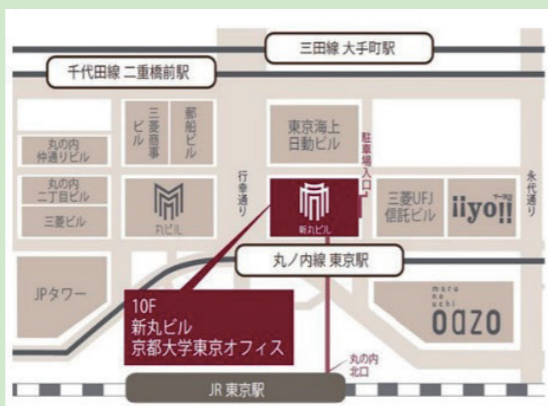 三田線 大手町駅
千代田線 二重橋前駅
丸の内
仲通りビル
三菱商事
ビル
郵船ビル
東京海上
日動ビル
駐車場入口
丸の内
二丁目ビル
三菱ビル
丸ビル
行幸通り
新丸ビル
三菱UFJ
信託ビル
iiyo!!
永代通り
丸ノ内線 東京駅
JPタワー
10F
新丸ビル
京都大学東京オフィス
maru
no
uchi
oazo
丸の内
北口
JR 東京駅